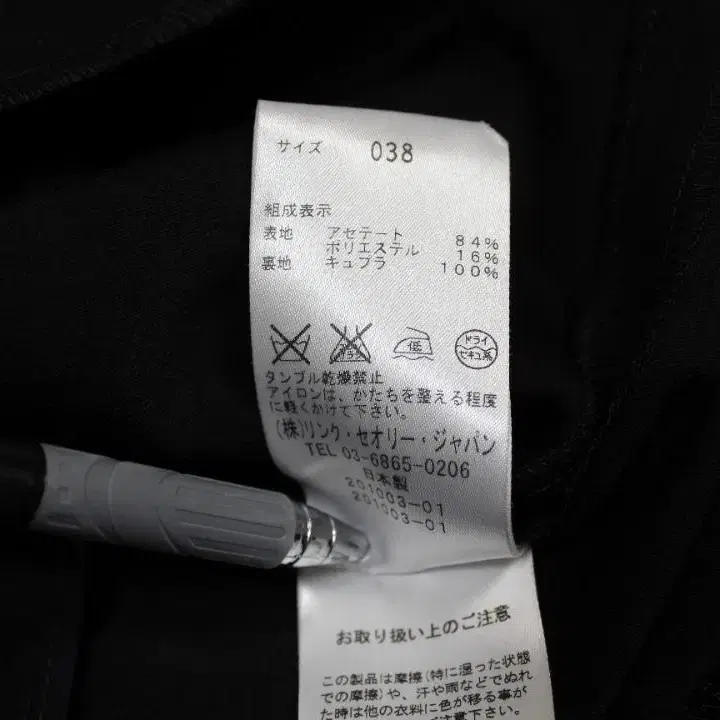 サイズ 038
組成表示
表地 アセテート 84%
ポリエステル 16%
裏地 キュプラ 100%
低
ドライ
セキユ系
タンブル乾燥禁止
アイロンは、かたちを整える程度
に軽くかけて下さい。
(株)リンク・セオリー・ジャパン
TEL 03-6865-0206
日本製
201003-01
201003-01
お取り扱い上のご注意
この製品は摩擦(特に湿った状態
での摩擦)や、汗や雨などでぬれ
た時は他の衣料に色が移る事が